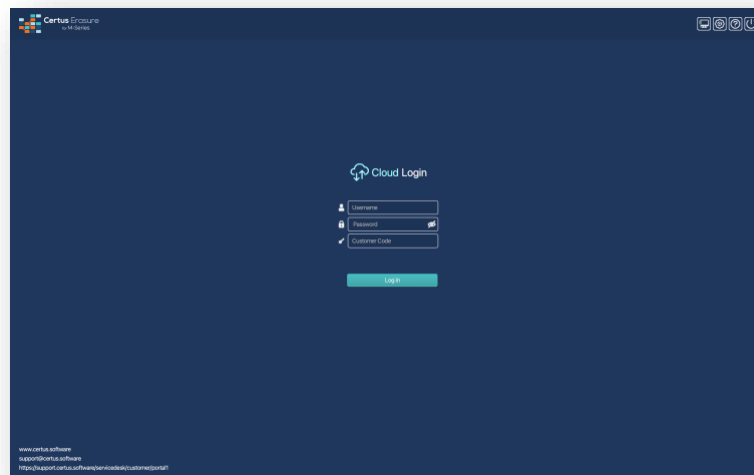 Certus Erasure
by M-Series
Cloud Login
Username
Password
Customer Code
Log in
www.certus.software
support@certus.software
https://support.certus.software/servicedesk/customer/portal/1